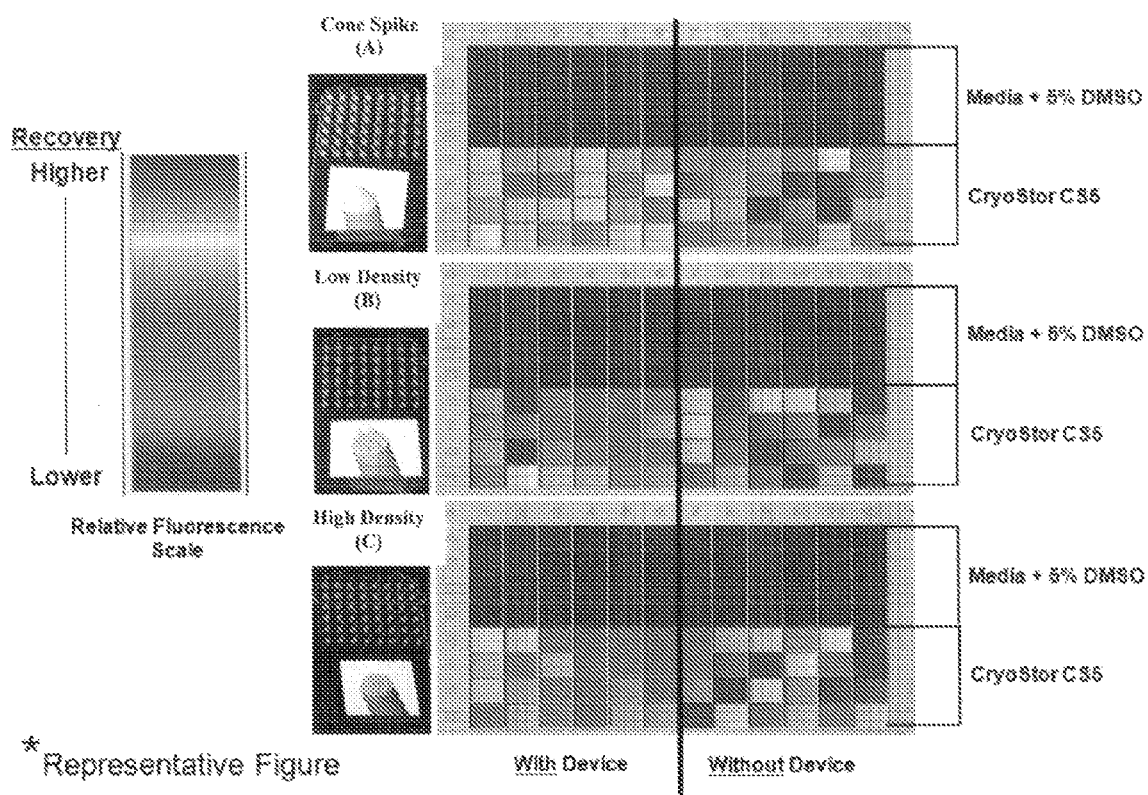 Cone Spike
(A)
Recovery
Higher
Lower
Relative Fluorescence
Scale
Media + 5% DMSO
CryoStor CS5
Low Density
(B)
Media + 5% DMSO
CryoStor CS5
High Density
(C)
Media + 5% DMSO
CryoStor CS5
With Device
Without Device
*Representative Figure